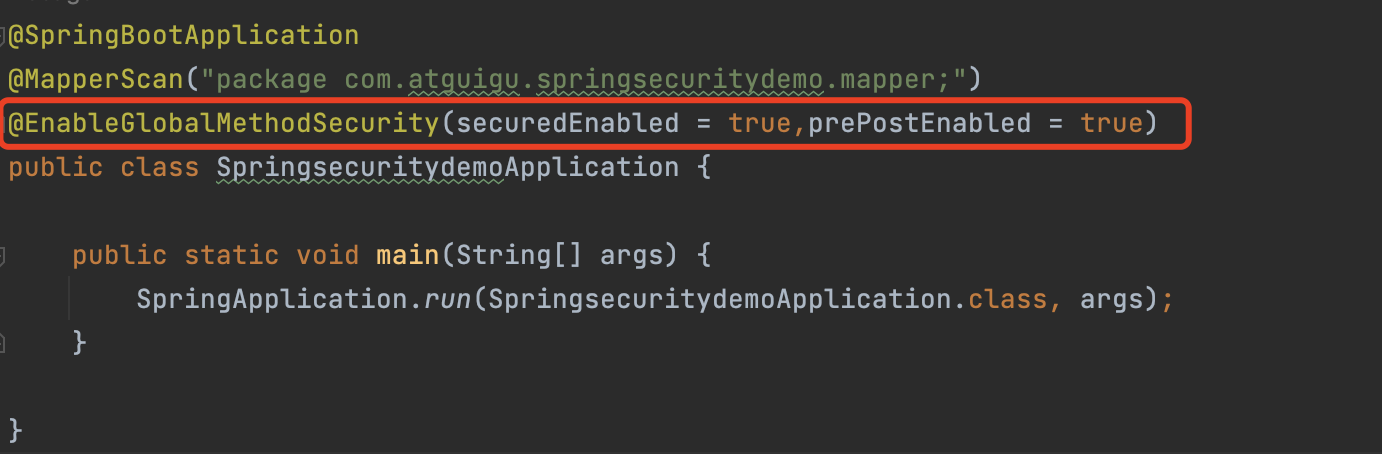 @SpringBootApplication
@MapperScan("package com.atguigu.springsecuritydemo.mapper;")
@EnableGlobalMethodSecurity(securedEnabled = true,prePostEnabled = true)
public class SpringsecuritydemoApplication {
public static void main(String[] args) {
SpringApplication.run(SpringsecuritydemoApplication.class, args);
}
}